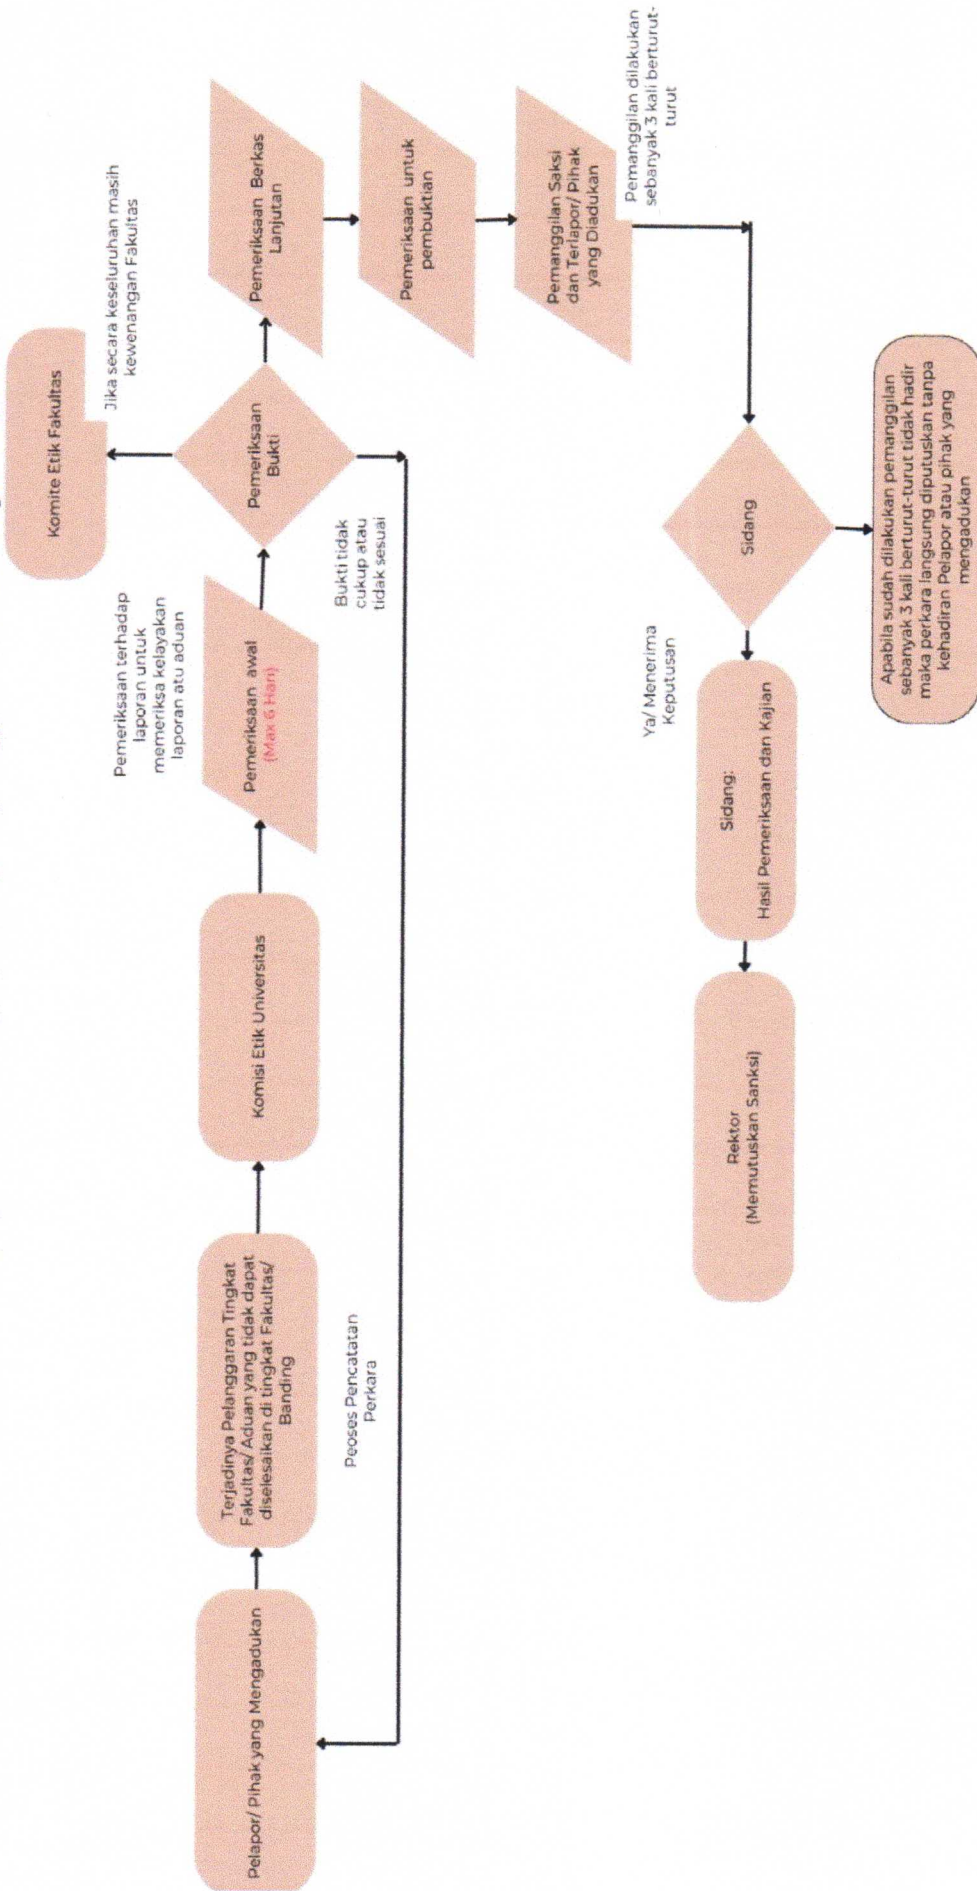 Pelapor/ Pihak yang Mengadukan
Terjadinya Pelanggaran Tingkat
Fakultas/ Aduan yang tidak dapat
diselesaikan di tingkat Fakultas/
Banding
Peoses Pencatatan
Perkara
Komisi Etik Universitas
Pemeriksaan terhadap
laporan untuk
memeriksa kelayakan
laporan atu aduan
Pemeriksaan awal
(Max 6 Hari)
Bukti tidak
cukup atau
tidak sesuai
Pemeriksaan
Bukti
Komite Etik Fakultas
Jika secara keseluruhan masih
kewenangan Fakultas
Pemeriksaan Berkas
Lanjutan
Pemeriksaan untuk
pembuktian
Pemanggilan Saksi
dan Terlapor/ Pihak
yang Diadukan
Pemanggilan dilakukan
sebanyak 3 kali berturut-
turut
Sidang
Ya/ Menerima
Keputusan
Sidang:
Hasil Pemeriksaan dan Kajian
Rektor
(Memutuskan Sanksi)
Apabila sudah dilakukan pemanggilan
sebanyak 3 kali berturut-turut tidak hadir
maka perkara langsung diputuskan tanpa
kehadiran Pelapor atau pihak yang
mengadukan